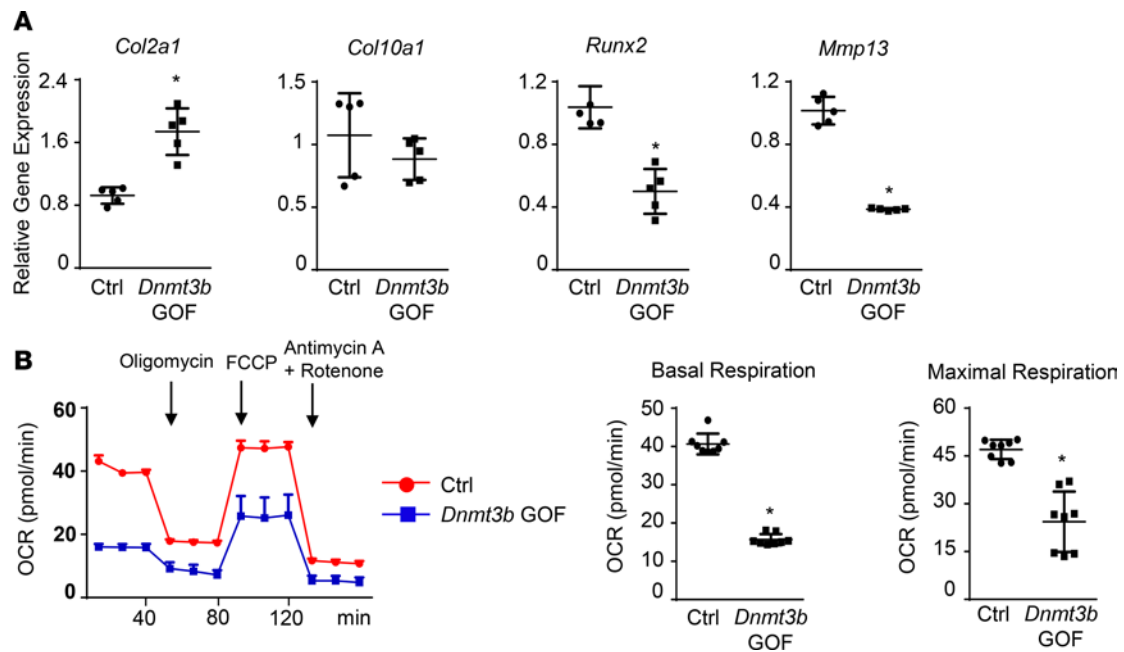 A
Col2a1
Col10a1
Runx2
Mmp13
Relative Gene Expression
2.4
1.6
0.8
0
Ctrl
Dnmt3b
GOF
1.5
1
0.5
0
Ctrl
Dnmt3b
GOF
1.2
0.8
0.4
0
Ctrl
Dnmt3b
GOF
1.2
0.8
0.4
0
Ctrl
Dnmt3b
GOF
*
*
*
B
Oligomycin
FCCP
Antimycin A
+ Rotenone
OCR (pmol/min)
60
40
20
0
40
80
120
min
Ctrl
Dnmt3b GOF
Basal Respiration
OCR (pmol/min)
50
40
30
20
10
0
*
Ctrl
Dnmt3b
GOF
Maximal Respiration
OCR (pmol/min)
60
45
30
15
0
*
Ctrl
Dnmt3b
GOF